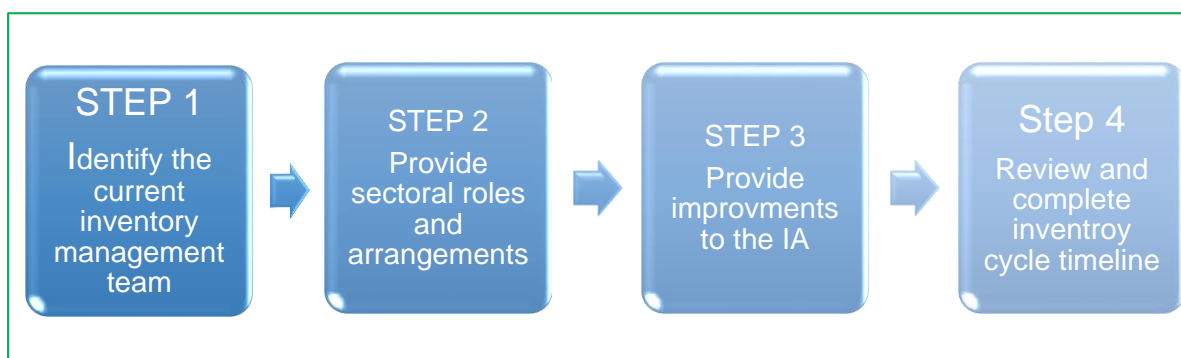 STEP 1
Identify the
current
inventory
management
team
STEP 2
Provide
sectoral roles
and
arrangements
STEP 3
Provide
improvments
to the IA
Step 4
Review and
complete
inventroy
cycle timeline